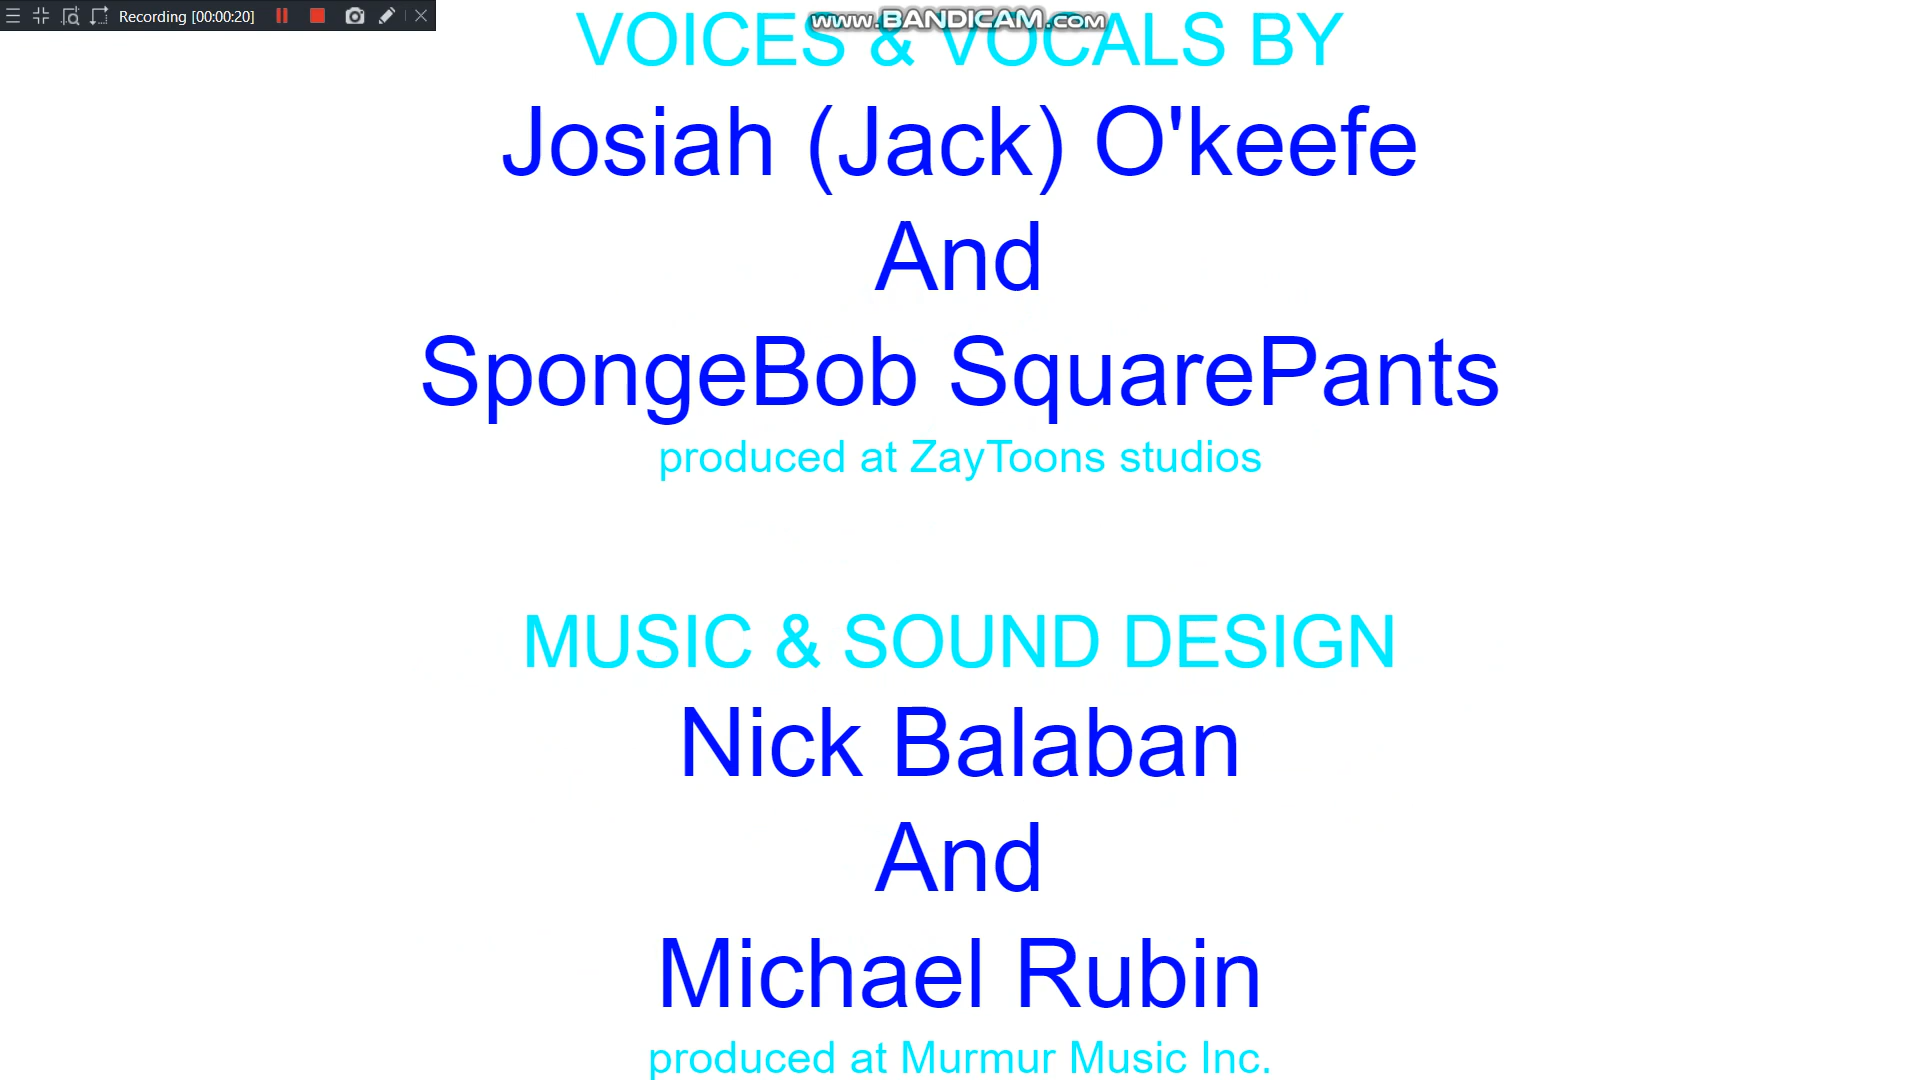 Recording [00:00:20]
www.BANDICAM.com
VOICES & VOCALS BY
Josiah (Jack) O'keefe
And
SpongeBob SquarePants
produced at ZayToons studios
MUSIC & SOUND DESIGN
Nick Balaban
And
Michael Rubin
produced at Murmur Music Inc.